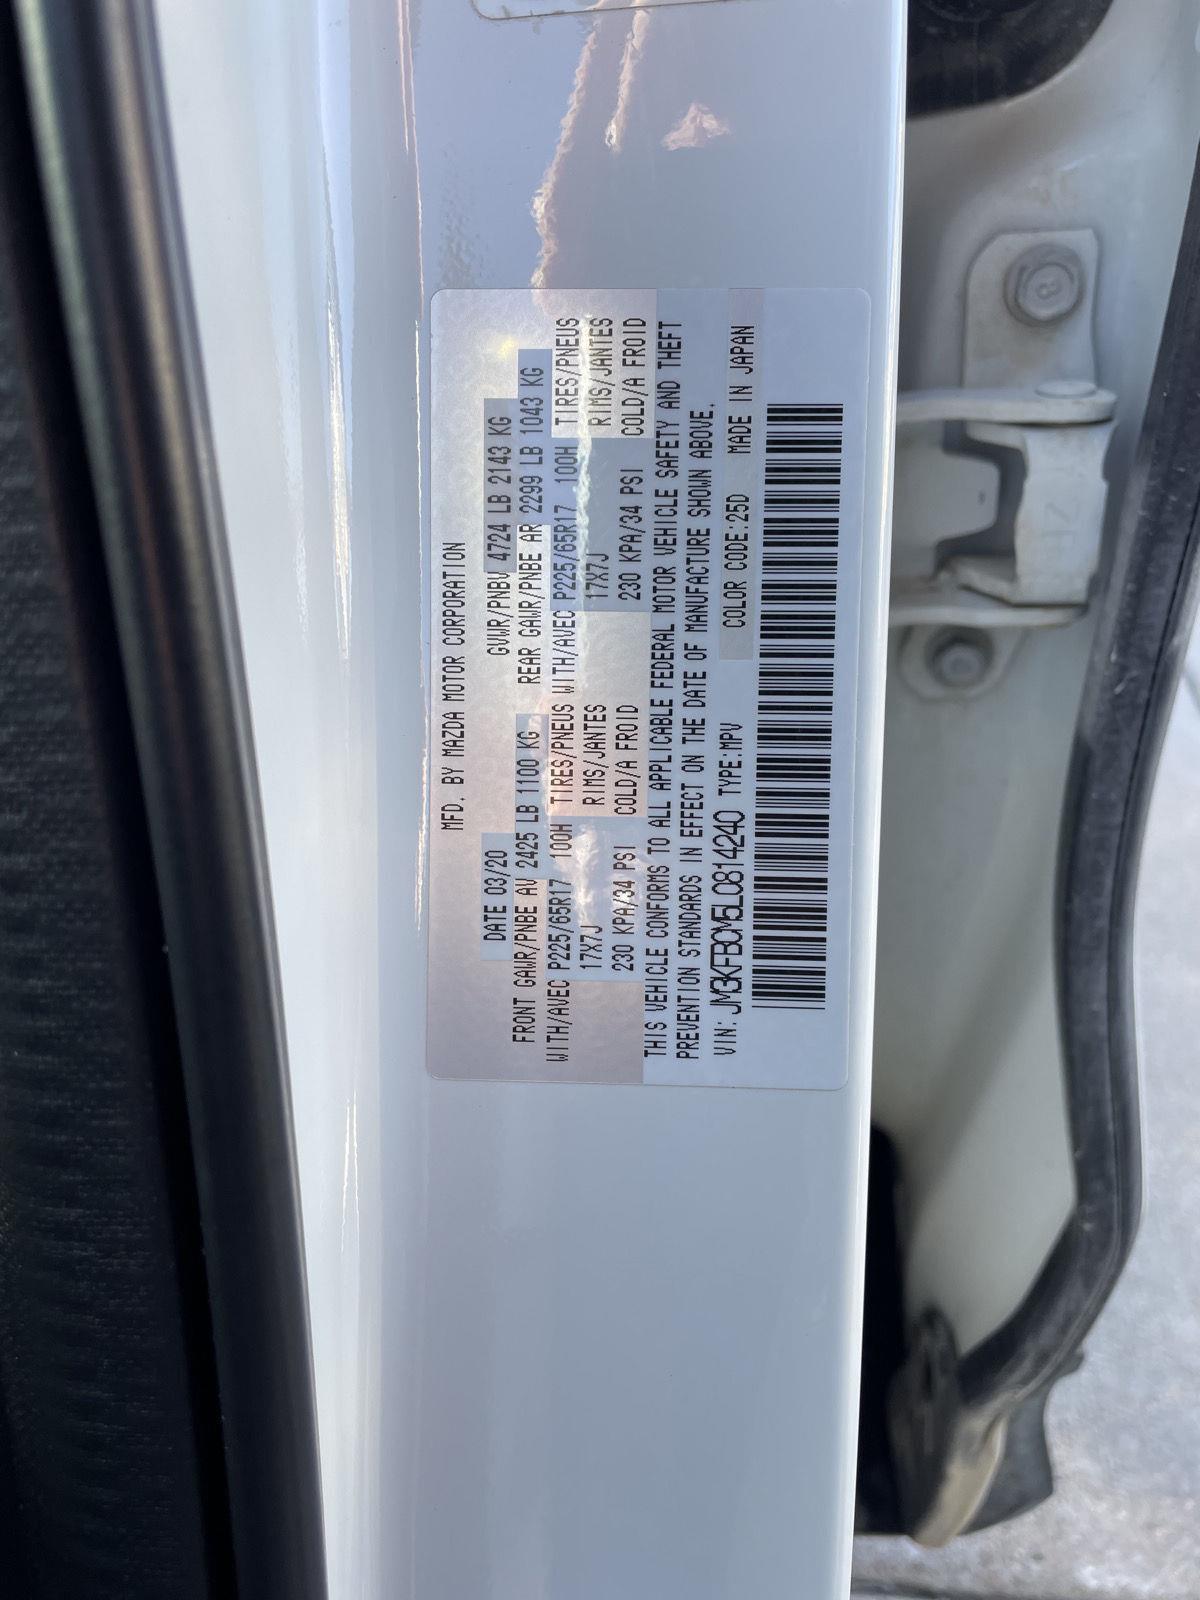 MFD. BY MAZDA MOTOR CORPORATION
DATE 03/20 GVWR/PNBV 4724 LB 2143 KG
FRONT GAWR/PNBE AV 2425 LB 1100 KG REAR GAWR/PNBE AR 2299 LB 1043 KG
WITH/AVEC P225/65R17 100H TIRES/PNEUS WITH/AVEC P225/65R17 100H TIRES/PNEUS
17X7J RIMS/JANTES 17X7J RIMS/JANTES
230 KPA/34 PSI COLD/A FROID 230 KPA/34 PSI COLD/A FROID
THIS VEHICLE CONFORMS TO ALL APPLICABLE FEDERAL MOTOR VEHICLE SAFETY AND THEFT
PREVENTION STANDARDS IN EFFECT ON THE DATE OF MANUFACTURE SHOWN ABOVE.
VIN: JM3KFBCM5L0814240 TYPE:MPV COLOR CODE:25D MADE IN JAPAN
8